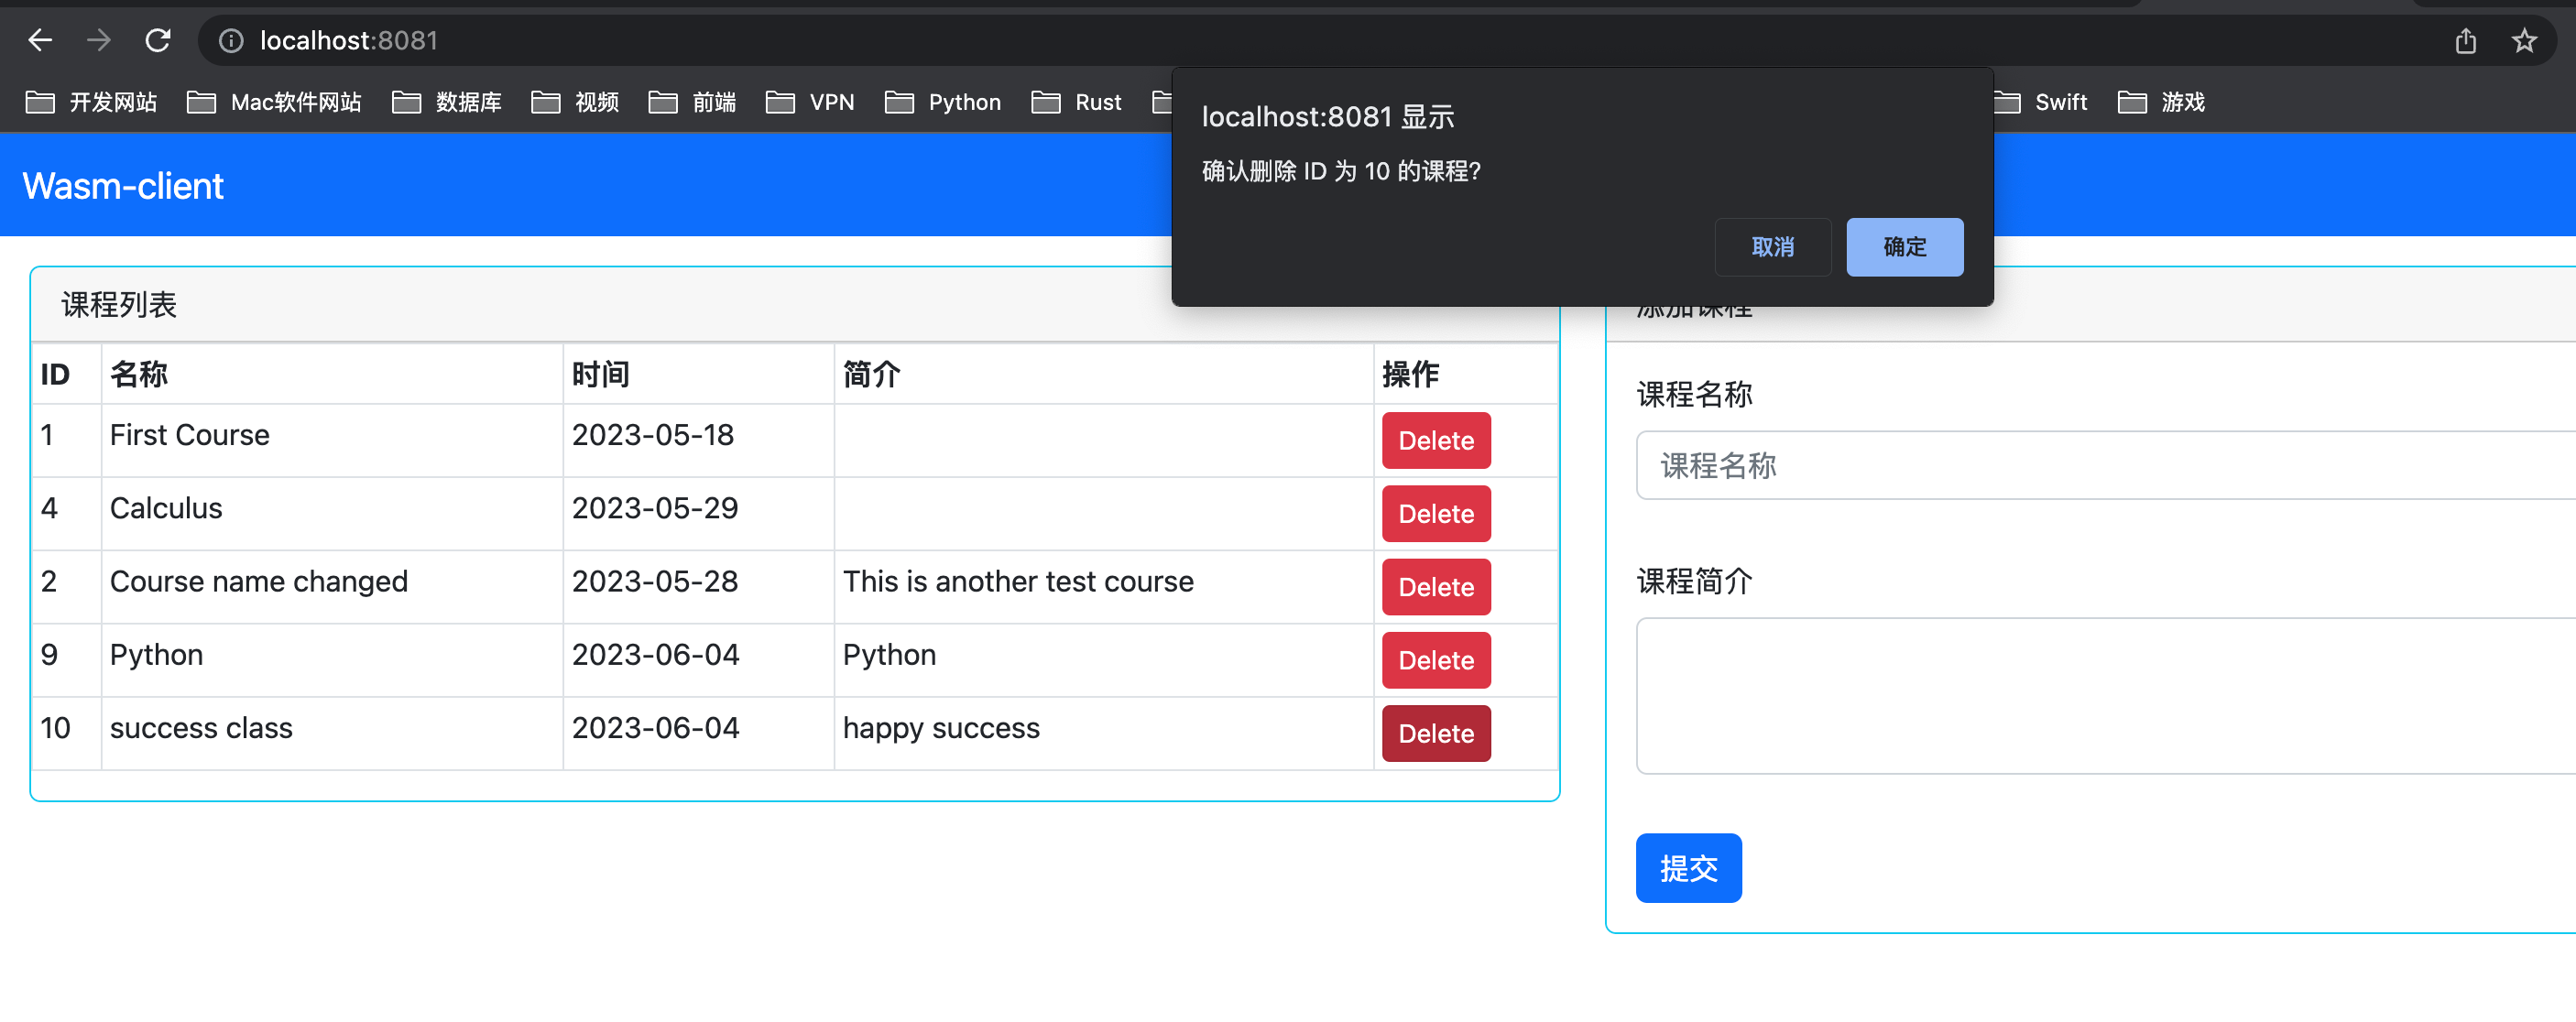 localhost:8081
开发网站 Mac软件网站 数据库 视频 前端 VPN Python Rust Swift 游戏
localhost:8081 显示
确认删除 ID 为 10 的课程?
取消 确定
Wasm-client
课程列表
ID 名称 时间 简介 操作
1 First Course 2023-05-18 Delete
4 Calculus 2023-05-29 Delete
2 Course name changed 2023-05-28 This is another test course Delete
9 Python 2023-06-04 Python Delete
10 success class 2023-06-04 happy success Delete
添加课程
课程名称
课程名称
课程简介
提交